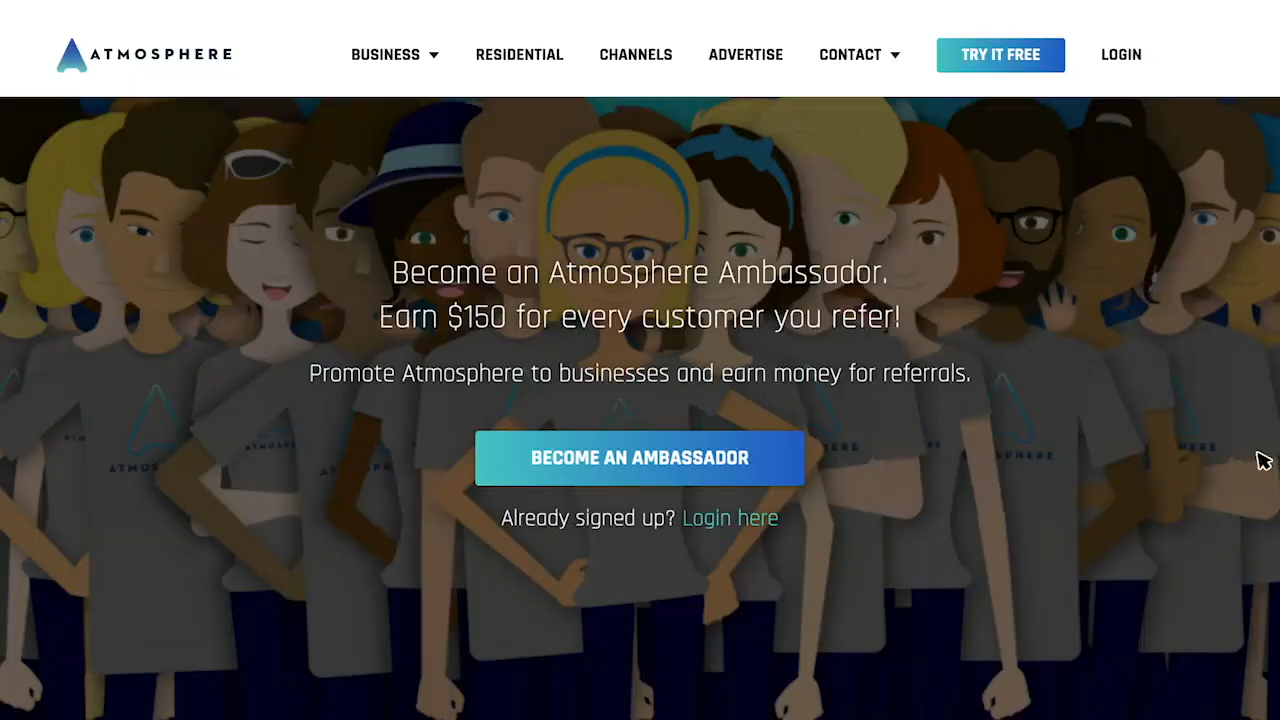 ATMOSPHERE
BUSINESS
RESIDENTIAL
CHANNELS
ADVERTISE
CONTACT
TRY IT FREE
LOGIN
Become an Atmosphere Ambassador.
Earn $150 for every customer you refer!
Promote Atmosphere to businesses and earn money for referrals.
BECOME AN AMBASSADOR
Already signed up? Login here